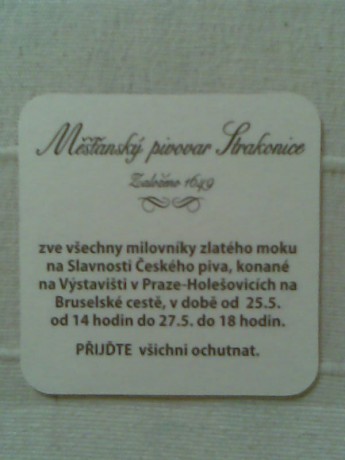 Měšťanský pivovar Strakonice
Založeno 1649
zve všechny milovníky zlatého moku
na Slavnosti Českého piva, konané
na Výstavišti v Praze-Holešovicích na
Bruselské cestě, v době od 25.5.
od 14 hodin do 27.5. do 18 hodin.
PŘIJĎTE všichni ochutnat.